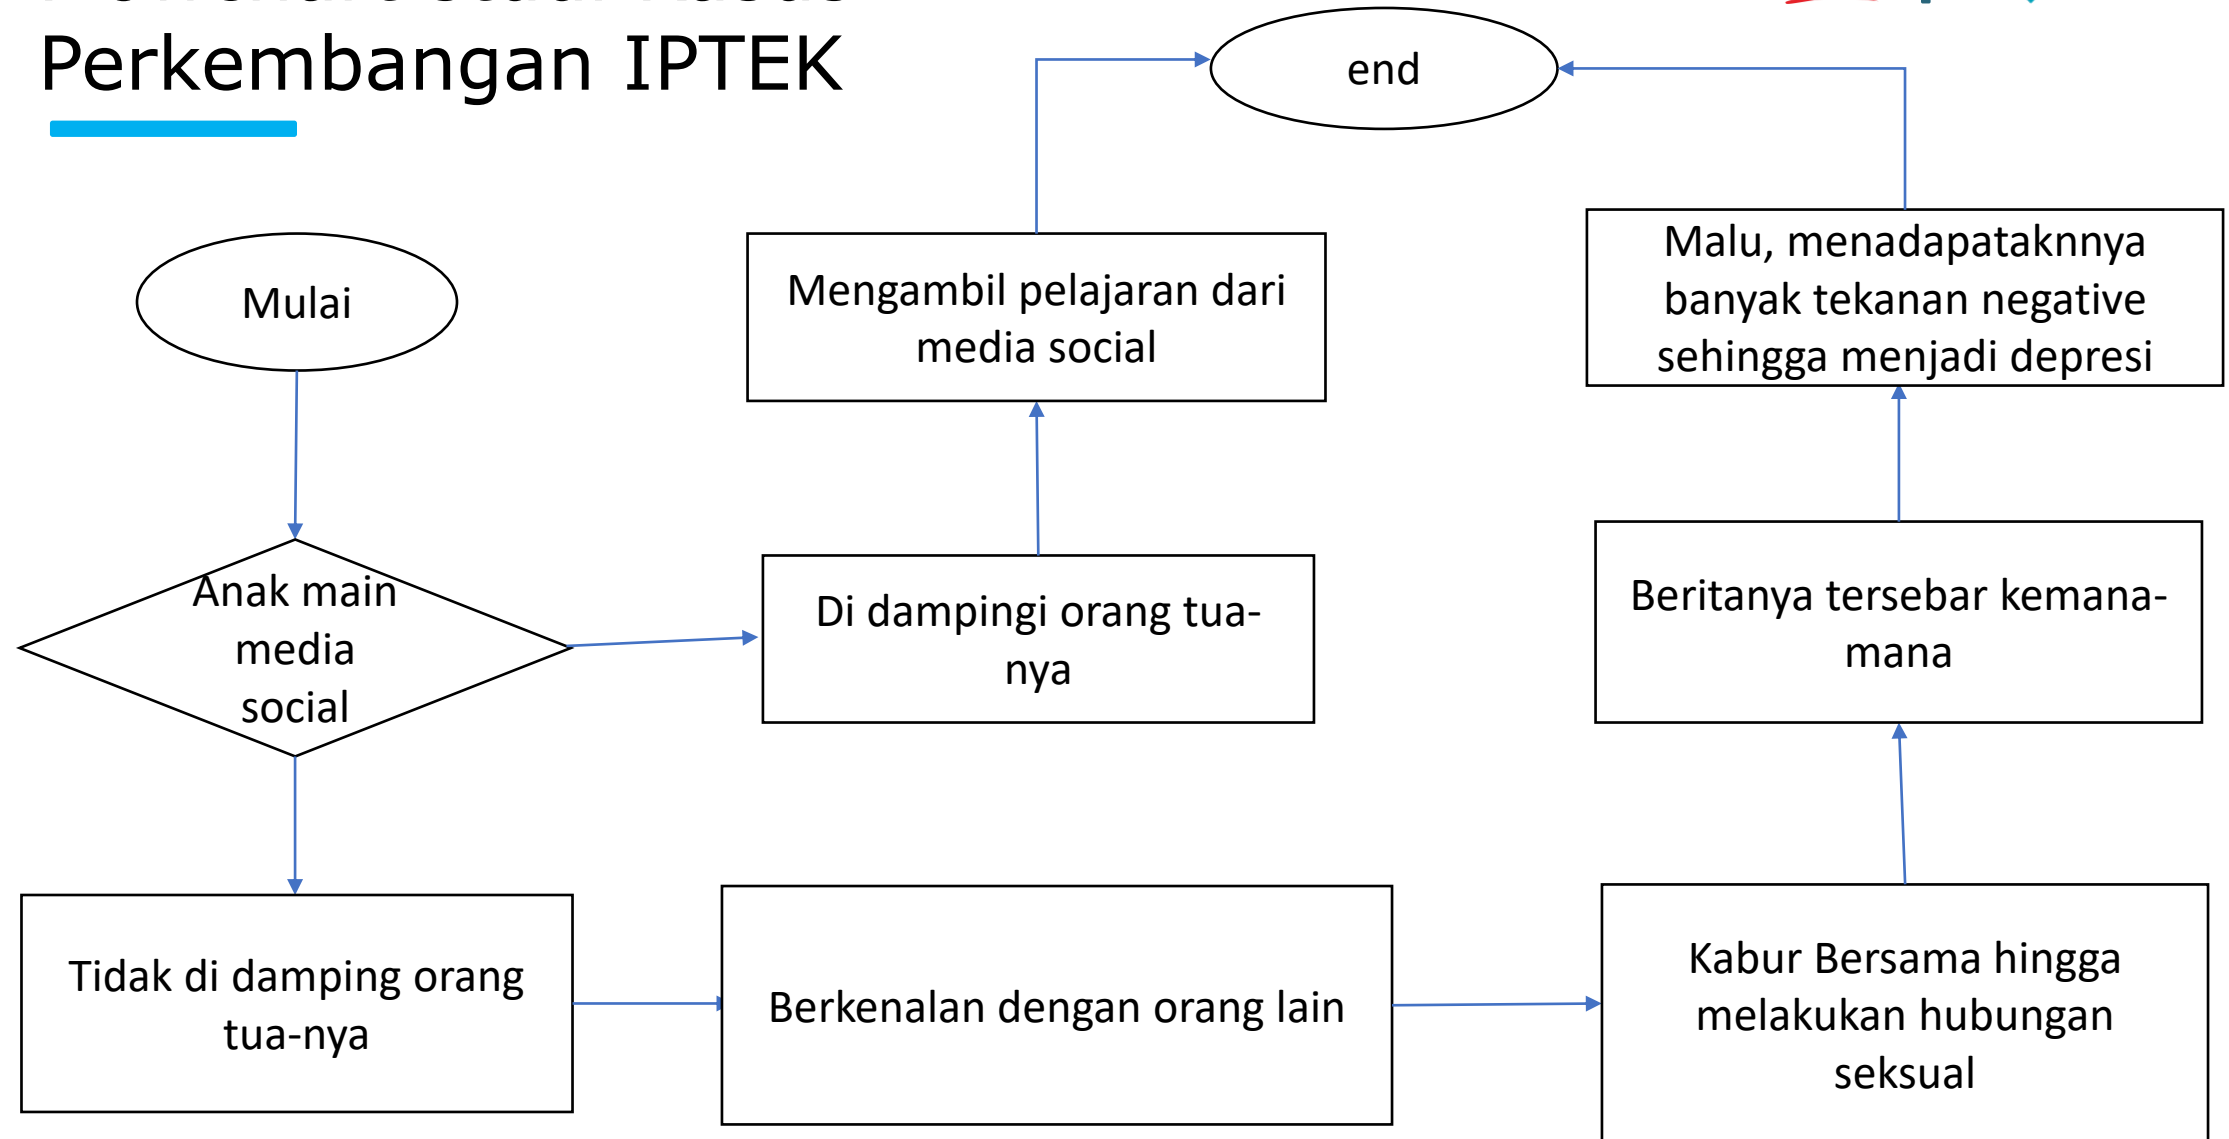 Perkembangan IPTEK
end
Mulai
Mengambil pelajaran dari
media social
Malu, menadapataknnya
banyak tekanan negative
sehingga menjadi depresi
Anak main
media
social
Di dampingi orang tua-
nya
Beritanya tersebar kemana-
mana
Tidak di damping orang
tua-nya
Berkenalan dengan orang lain
Kabur Bersama hingga
melakukan hubungan
seksual